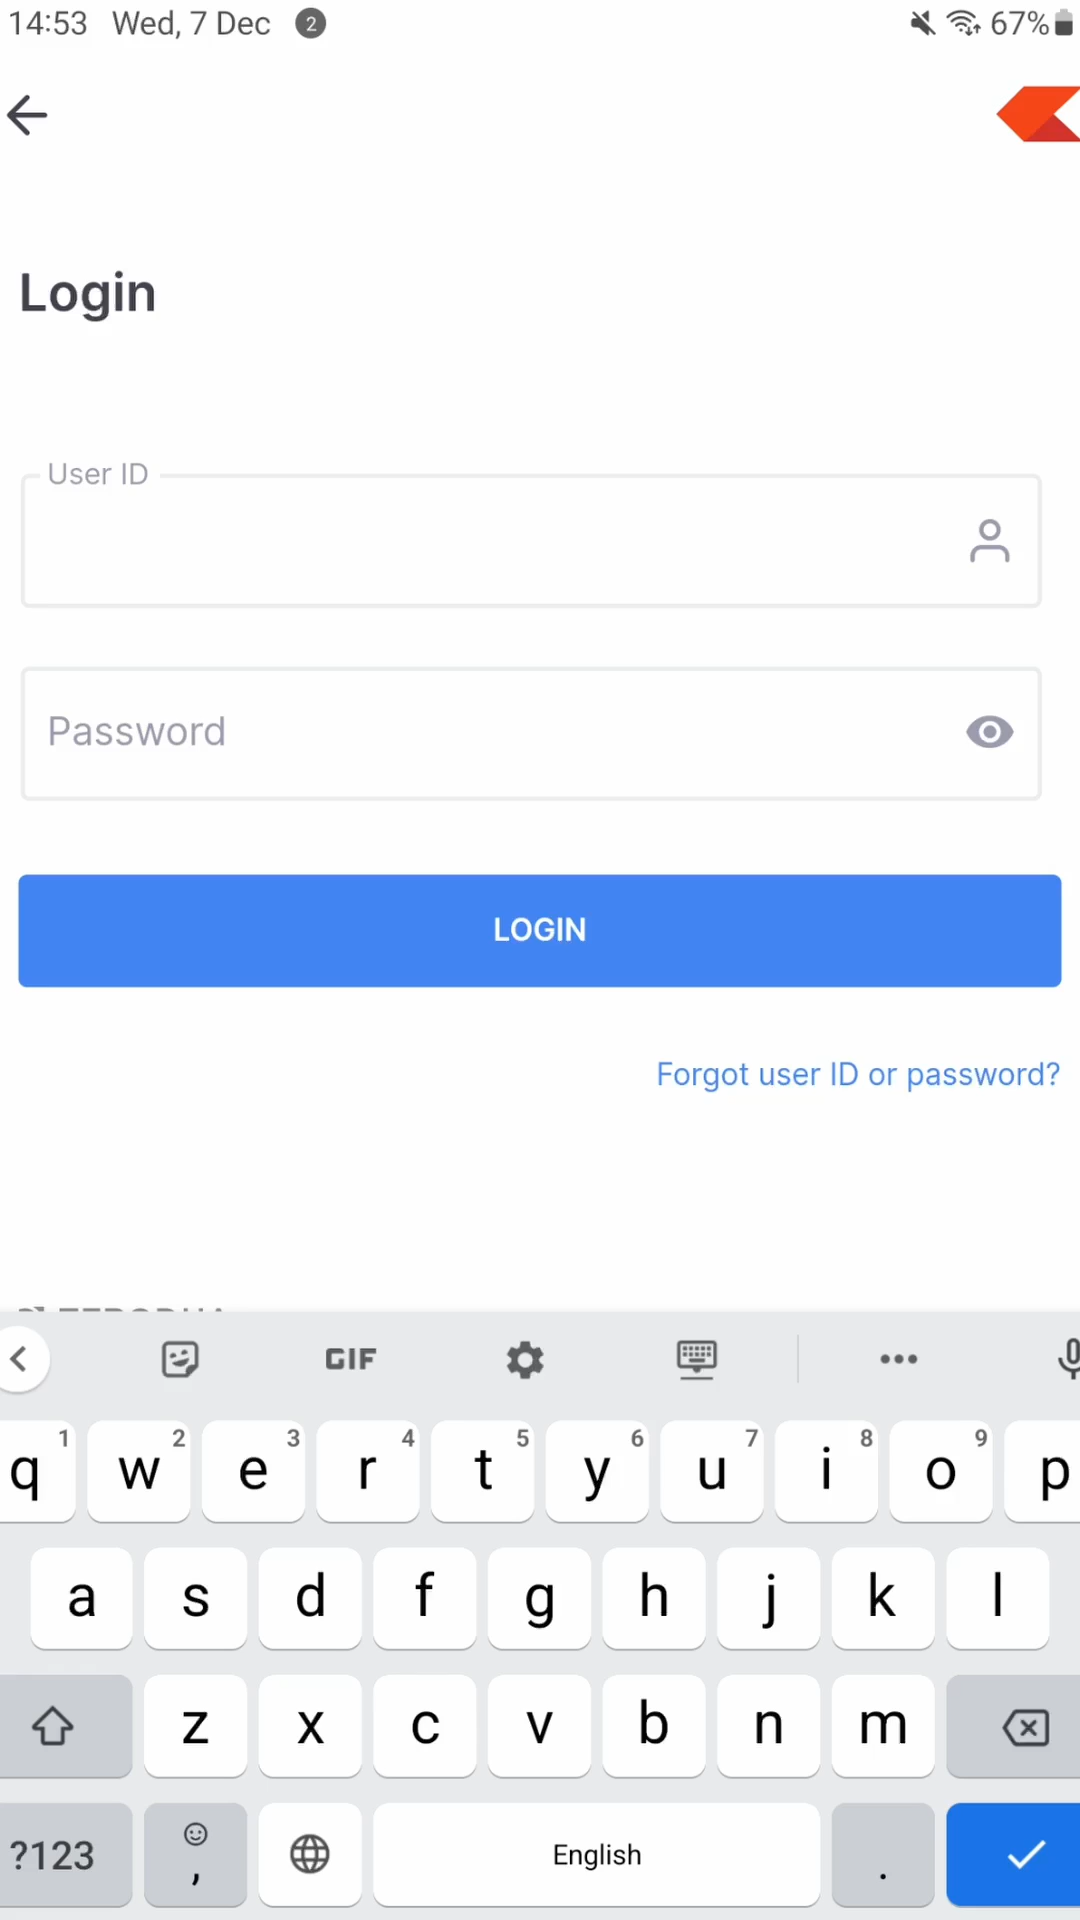 14:53 Wed, 7 Dec 2 67%
Login
User ID
Password
LOGIN
Forgot user ID or password?
GIF
q 1 w 2 e 3 r 4 t 5 y 6 u 7 i 8 o 9 p
a s d f g h j k l
z x c v b n m
?123 , English .